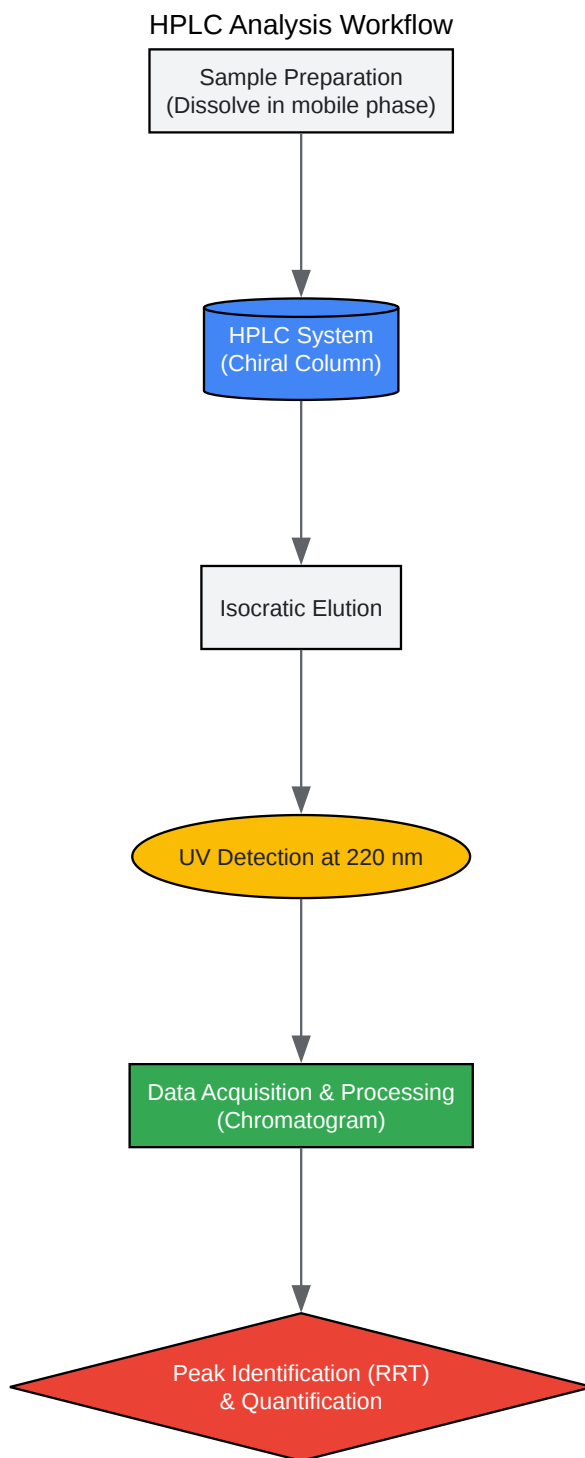 HPLC Analysis Workflow
Sample Preparation
(Dissolve in mobile phase)
HPLC System
(Chiral Column)
Isocratic Elution
UV Detection at 220 nm
Data Acquisition & Processing
(Chromatogram)
Peak Identification (RRT)
& Quantification